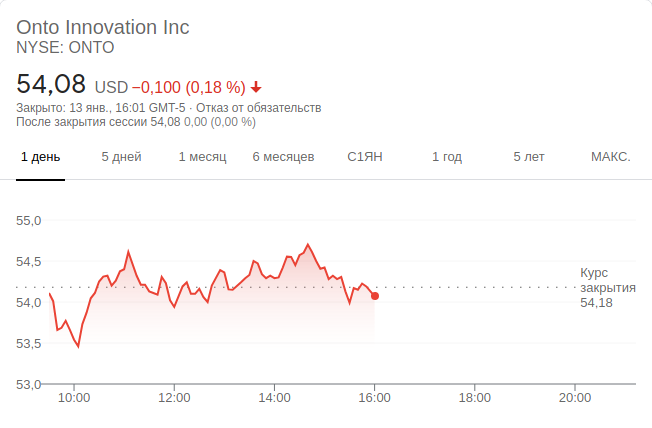 Onto Innovation Inc
NYSE: ONTO
54,08 USD −0,100 (0,18 %)
Закрыто: 13 янв., 16:01 GMT-5 · Отказ от обязательств
После закрытия сессии 54,08 0,00 (0,00 %)
1 день 5 дней 1 месяц 6 месяцев С1ЯН 1 год 5 лет МАКС.
55,0
54,5
54,0
53,5
53,0
Курс
закрытия
54,18
10:00 12:00 14:00 16:00 18:00 20:00